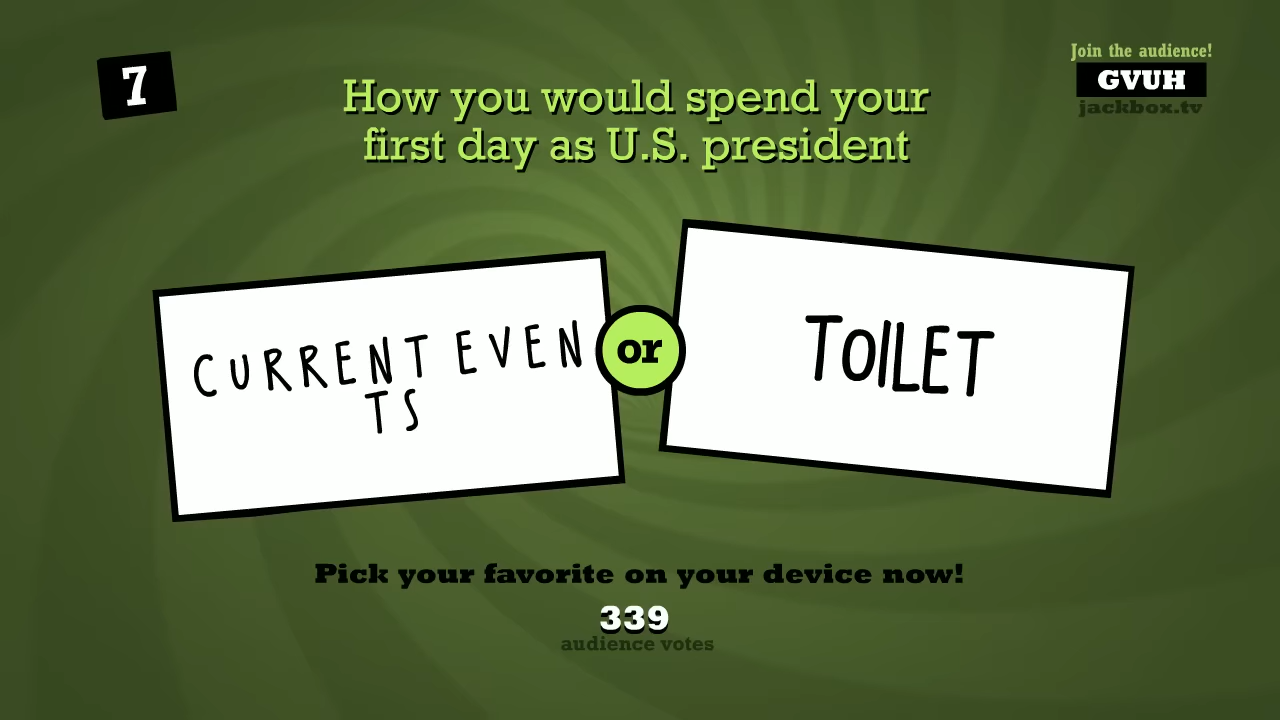 7
Join the audience!
GVUH
jackbox.tv
How you would spend your
first day as U.S. president
CURRENT EVEN
TS
or
TOILET
Pick your favorite on your device now!
339
audience votes